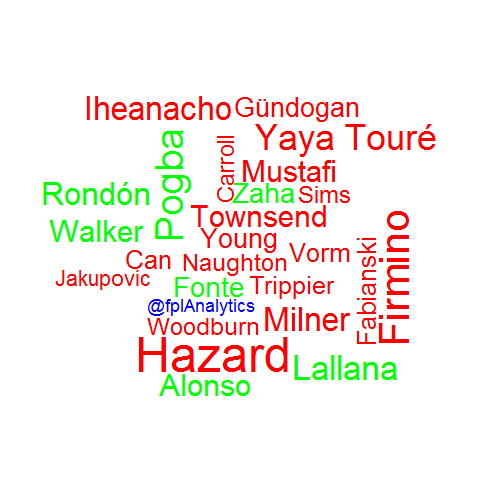 Iheanacho Gündogan
Pogba
Carroll
Yaya Touré
Mustafi
Rondón
Zaha Sims
Walker
Townsend
Young
Can Naughton Vorm
Fabianski
Firmino
Jakupovic
Fonte Trippier
@fplAnalytics
Woodburn Milner
Hazard
Alonso
Lallana